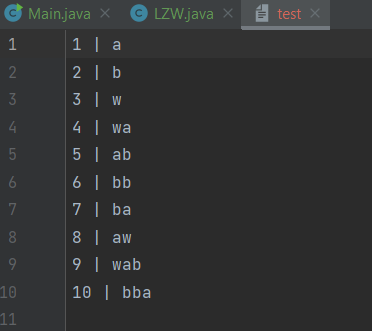 Main.java × LZW.java × test ×
1 1 | a
2 2 | b
3 3 | w
4 4 | wa
5 5 | ab
6 6 | bb
7 7 | ba
8 8 | aw
9 9 | wab
10 10 | bba
11